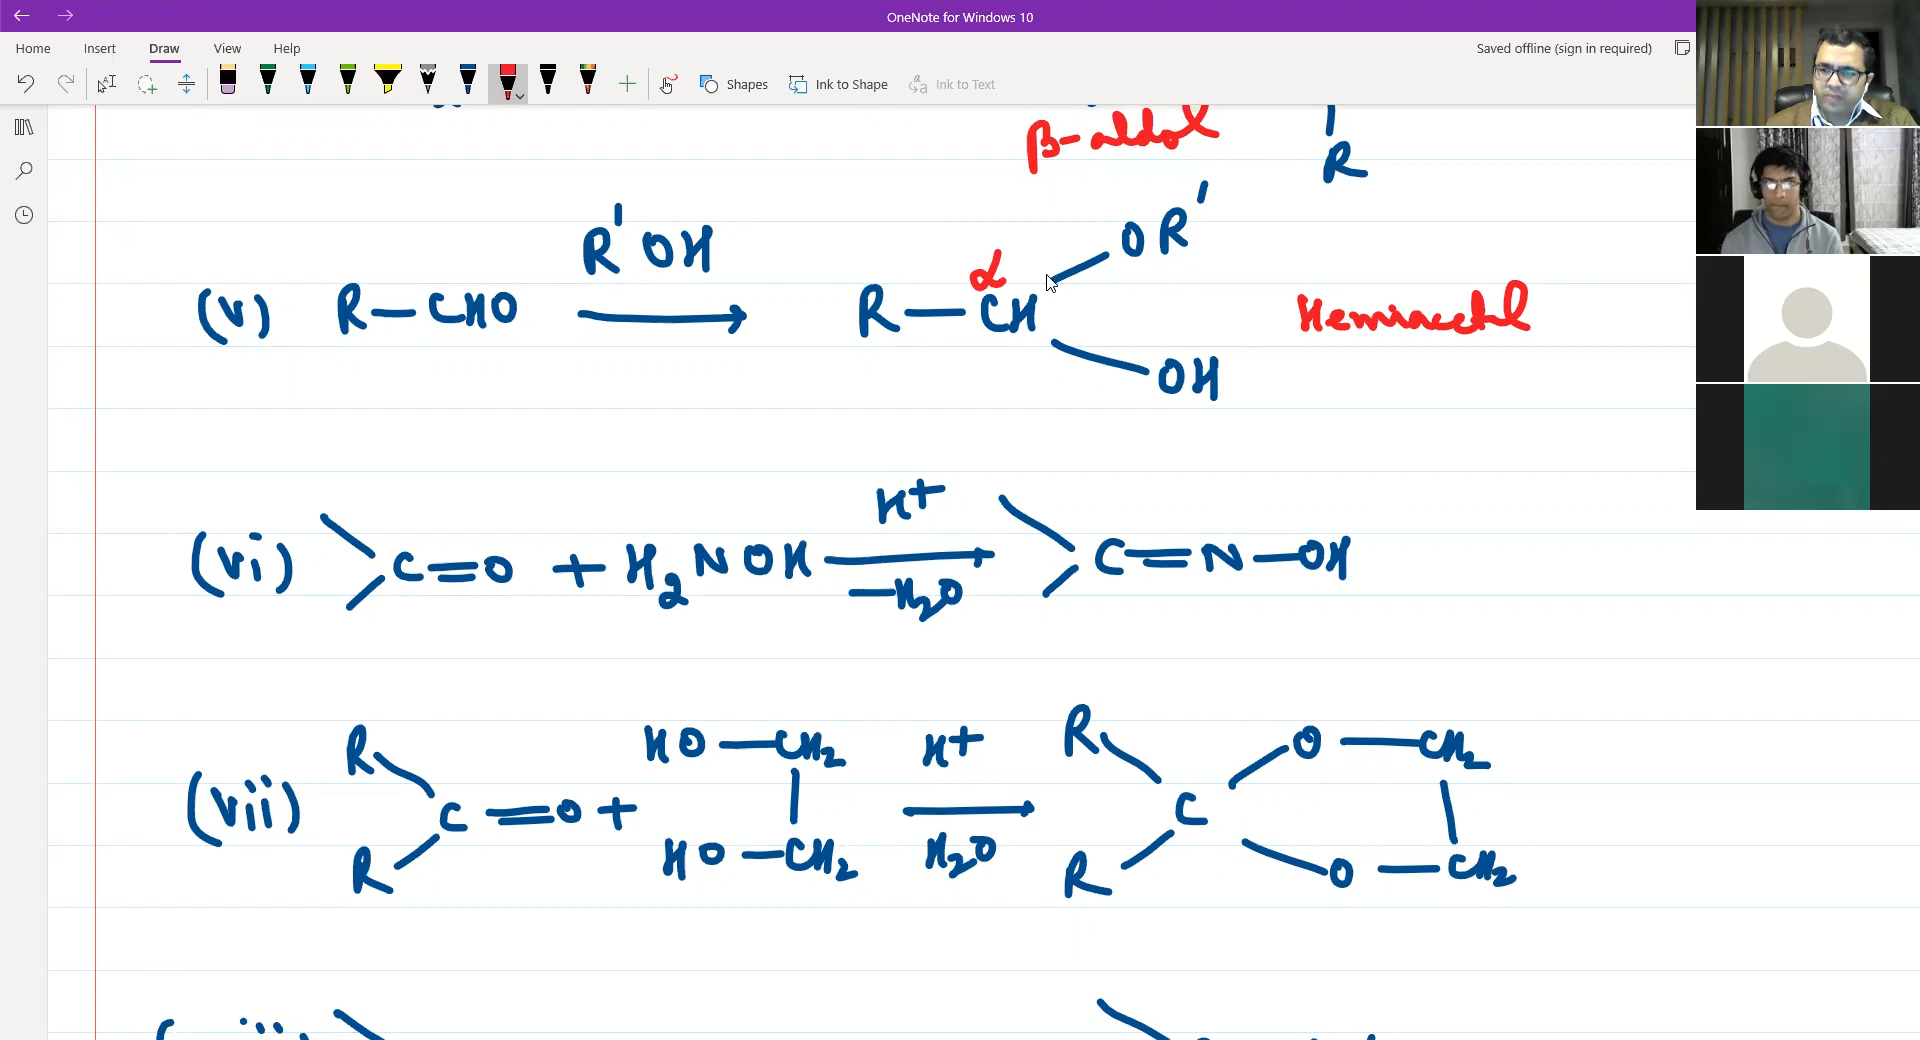 OneNote for Windows 10
Home Insert Draw View Help
Saved offline (sign in required)
Shapes Ink to Shape Ink to Text
β-aldol
R
(v) R—CHO R'OH R—CH OR' OH
α
Hemiacetal
(vi) C=O + H2NOH H+ —H2O C=N—OH
(vii) R R C=O + HO—CH2 HO—CH2 H+ H2O R R C O—CH2 O—CH2